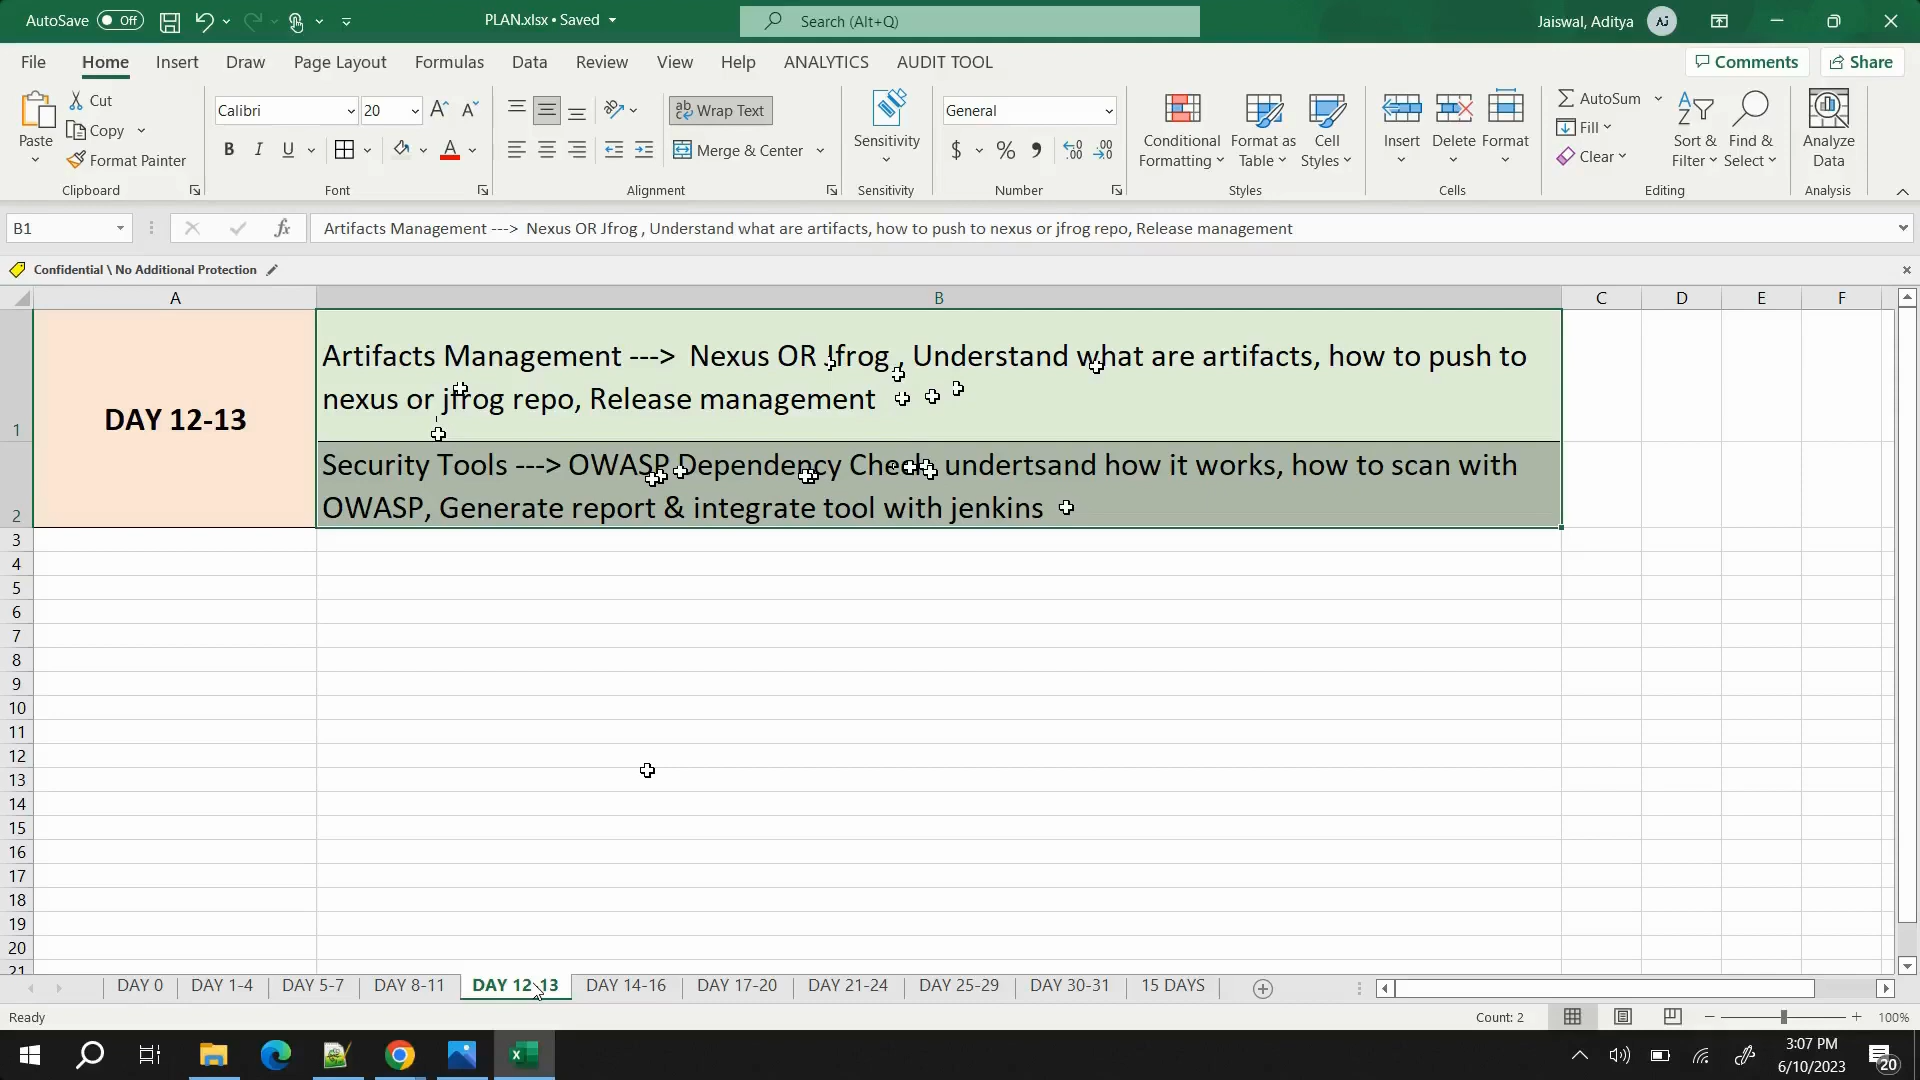 AutoSave Off PLAN.xlsx • Saved Search (Alt+Q) Jaiswal, Aditya AJ
File Home Insert Draw Page Layout Formulas Data Review View Help ANALYTICS AUDIT TOOL Comments Share
Paste Cut Copy Format Painter Clipboard
Calibri 20 B I U Font
ab Wrap Text Merge & Center Alignment
Sensitivity Sensitivity
General $ % Number
Conditional Formatting Format as Table Cell Styles Styles
Insert Delete Format Cells
AutoSum Fill Clear Sort & Filter Find & Select Editing
Analyze Data Analysis
B1 fx Artifacts Management ---> Nexus OR Jfrog , Understand what are artifacts, how to push to nexus or jfrog repo, Release management
Confidential \ No Additional Protection
A B C D E F
DAY 12-13
Artifacts Management ---> Nexus OR Jfrog , Understand what are artifacts, how to push to
nexus or jfrog repo, Release management
Security Tools ---> OWASP Dependency Check, undertsand how it works, how to scan with
OWASP, Generate report & integrate tool with jenkins
1
2
3
4
5
6
7
8
9
10
11
12
13
14
15
16
17
18
19
20
21
DAY 0 DAY 1-4 DAY 5-7 DAY 8-11 DAY 12-13 DAY 14-16 DAY 17-20 DAY 21-24 DAY 25-29 DAY 30-31 15 DAYS
Ready Count: 2 100%
3:07 PM
6/10/2023
20